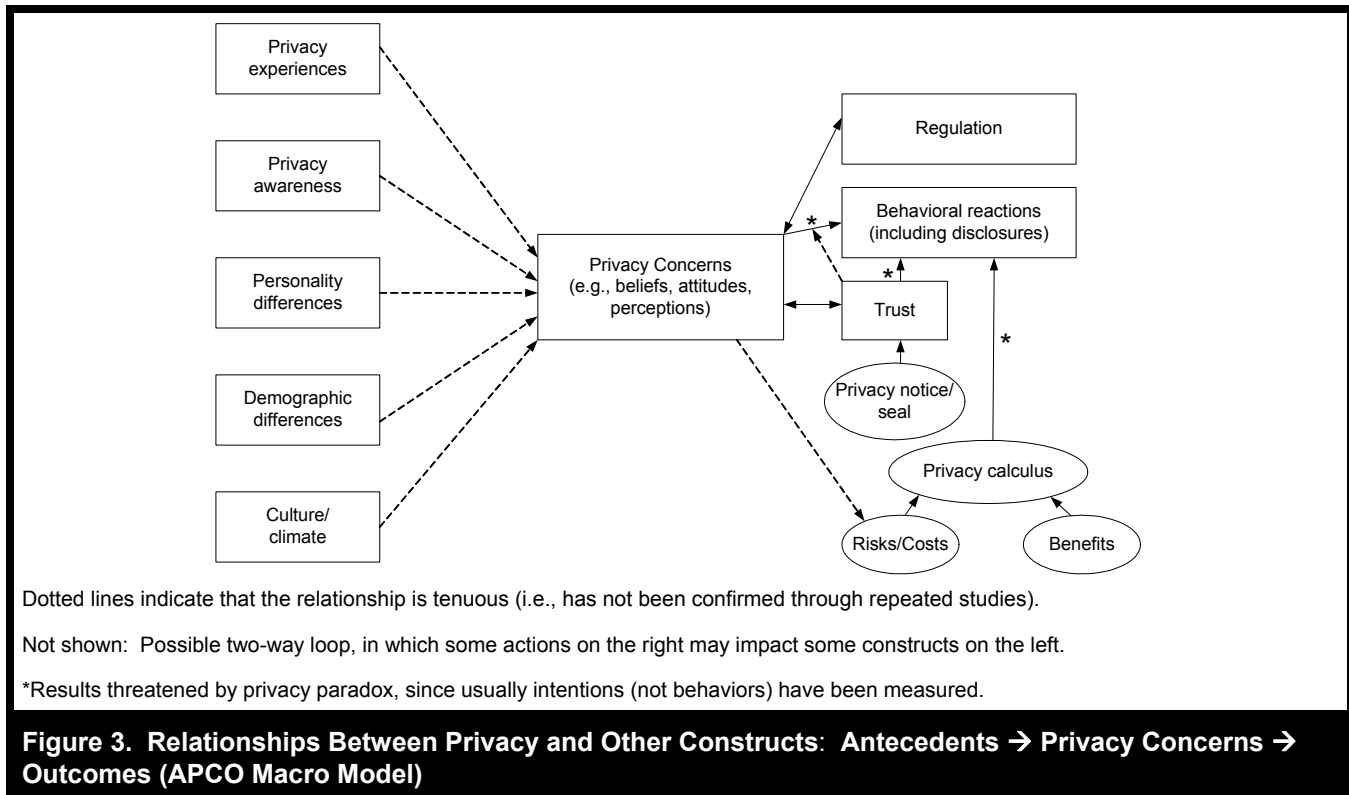 Privacy
experiences
Privacy
awareness
Personality
differences
Demographic
differences
Culture/
climate
Privacy Concerns
(e.g., beliefs, attitudes,
perceptions)
Regulation
*
Behavioral reactions
(including disclosures)
*
Trust
*
Privacy notice/
seal
Privacy calculus
Risks/Costs
Benefits
Dotted lines indicate that the relationship is tenuous (i.e., has not been confirmed through repeated studies).
Not shown: Possible two-way loop, in which some actions on the right may impact some constructs on the left.
*Results threatened by privacy paradox, since usually intentions (not behaviors) have been measured.
Figure 3. Relationships Between Privacy and Other Constructs: Antecedents → Privacy Concerns →
Outcomes (APCO Macro Model)